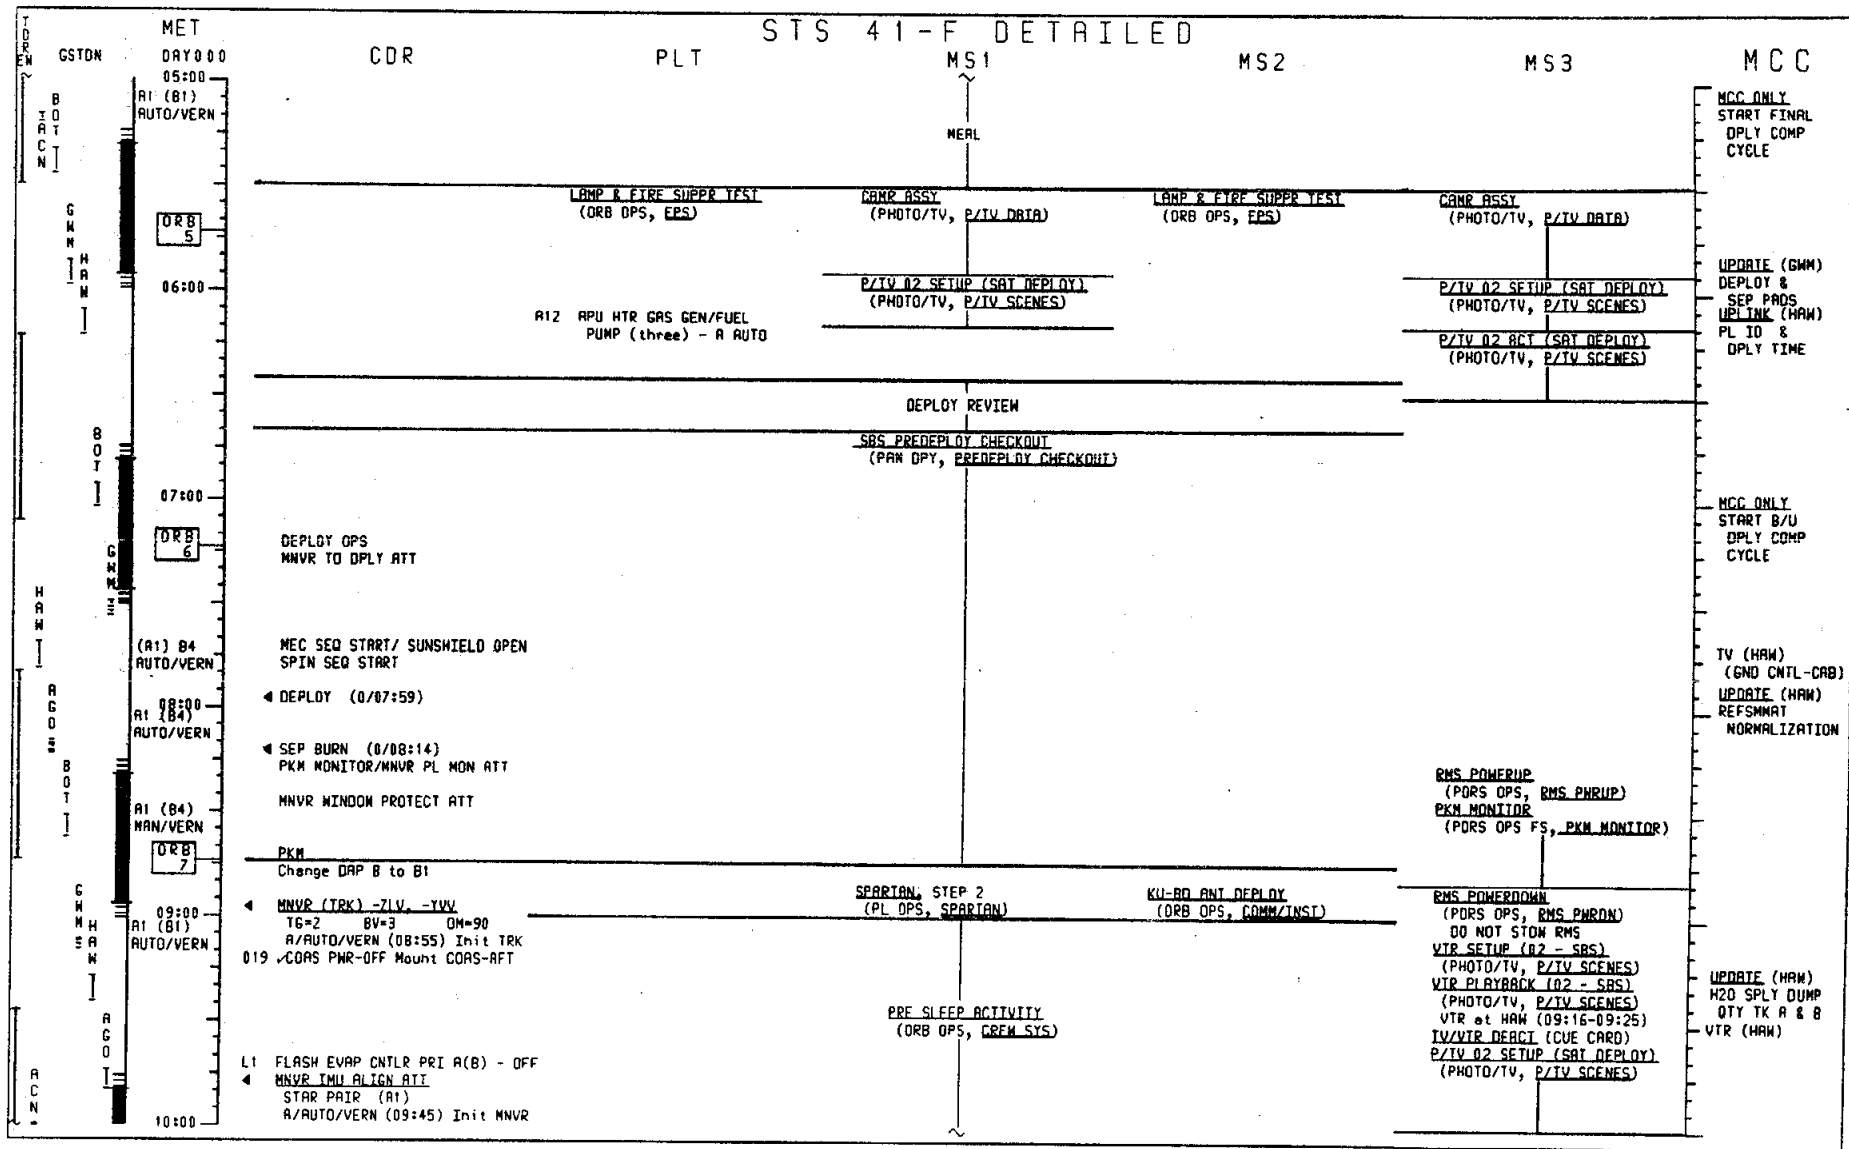 STS 41-F DETAILED
TDRE W
GSTDN
MET
DAY000
CDR
PLT
MS1
MS2
MS3
MCC
05:00
A1 (B1)
AUTO/VERN
BOT
IACN
MEAL
MCC ONLY
START FINAL
DPLY COMP
CYCLE
LAMP & FIRE SUPPR TEST
(ORB OPS, EPS)
CAMR ASSY
(PHOTO/TV, P/TV DATA)
LAMP & FIRE SUPPR TEST
(ORB OPS, EPS)
CAMR ASSY
(PHOTO/TV, P/TV DATA)
GWM
ORB
5
HAW
06:00
P/TV 02 SETUP (SAT DEPLOY)
(PHOTO/TV, P/TV SCENES)
P/TV 02 SETUP (SAT DEPLOY)
(PHOTO/TV, P/TV SCENES)
UPDATE (GWM)
DEPLOY &
SEP PADS
UPLINK (HAW)
PL ID &
DPLY TIME
A12 APU HTR GAS GEN/FUEL
PUMP (three) - A AUTO
P/TV 02 ACT (SAT DEPLOY)
(PHOTO/TV, P/TV SCENES)
DEPLOY REVIEW
BOT
SBS PREDEPLOY CHECKOUT
(PAM DPY, PREDEPLOY CHECKOUT)
07:00
MCC ONLY
START B/U
DPLY COMP
CYCLE
ORB
6
GWM
DEPLOY OPS
MNVR TO DPLY ATT
HAW
(A1) B4
AUTO/VERN
MEC SEQ START/ SUNSHIELD OPEN
SPIN SEQ START
TV (HAW)
(GND CNTL-CAB)
AGO
08:00
DEPLOY (0/07:59)
UPDATE (HAW)
REFSMMAT
NORMALIZATION
A1 (B4)
AUTO/VERN
SEP BURN (0/08:14)
PKM MONITOR/MNVR PL MON ATT
BOT
RMS POWERUP
(PDRS OPS, RMS PWRUP)
PKM MONITOR
(PDRS OPS FS, PKM MONITOR)
A1 (B4)
MAN/VERN
MNVR WINDOW PROTECT ATT
ORB
7
PKM
Change DAP B to B1
GWM
SPARTAN, STEP 2
(PL OPS, SPARTAN)
KU-BD ANT DEPLOY
(ORB OPS, COMM/INST)
RMS POWERDOWN
(PDRS OPS, RMS PWRDN)
DO NOT STOW RMS
09:00
A1 (B1)
AUTO/VERN
HAW
MNVR (TRK) -ZLV, -YVV
TG=2 BV=3 OM=90
A/AUTO/VERN (08:55) Init TRK
O19 ✓COAS PWR-OFF Mount COAS-AFT
VTR SETUP (02 - SBS)
(PHOTO/TV, P/TV SCENES)
VTR PLAYBACK (02 - SBS)
(PHOTO/TV, P/TV SCENES)
VTR at HAW (09:16-09:25)
TV/VTR DEACT (CUE CARD)
P/TV 02 SETUP (SAT DEPLOY)
(PHOTO/TV, P/TV SCENES)
UPDATE (HAW)
H2O SPLY DUMP
QTY TK A & B
VTR (HAW)
PRE SLEEP ACTIVITY
(ORB OPS, CREW SYS)
AGO
ACN
L1 FLASH EVAP CNTLR PRI A(B) - OFF
MNVR IMU ALIGN ATT
STAR PAIR (A1)
A/AUTO/VERN (09:45) Init MNVR
10:00